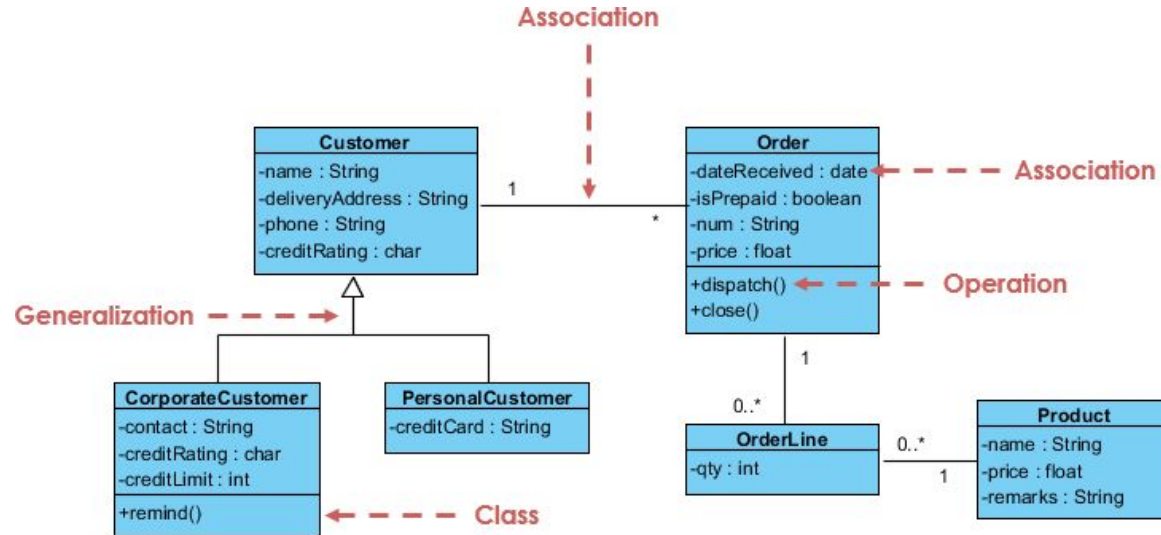 Association
Customer
-name : String
-deliveryAddress : String
-phone : String
-creditRating : char
1
*
Order
-dateReceived : date
-isPrepaid : boolean
-num : String
-price : float
+dispatch()
+close()
Association
Operation
Generalization
CorporateCustomer
-contact : String
-creditRating : char
-creditLimit : int
+remind()
Class
PersonalCustomer
-creditCard : String
1
0..*
OrderLine
-qty : int
0..*
1
Product
-name : String
-price : float
-remarks : String